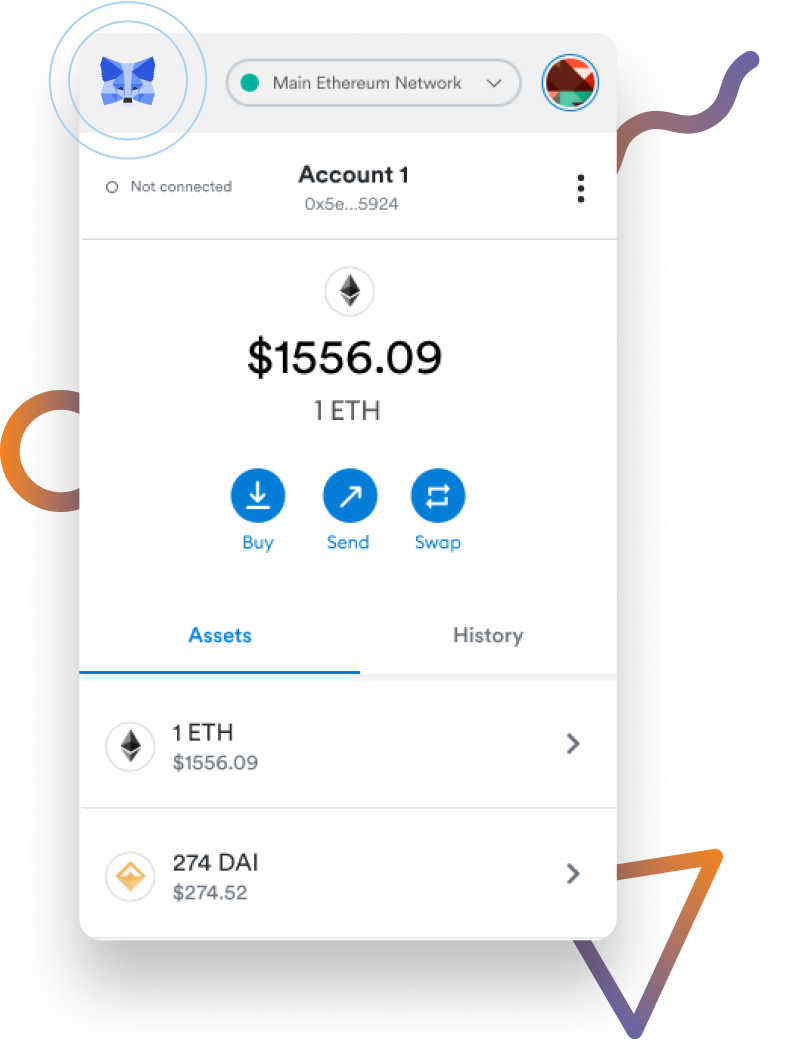 Main Ethereum Network
Not connected
Account 1
0x5e...5924
$1556.09
1 ETH
Buy
Send
Swap
Assets
History
1 ETH
$1556.09
274 DAI
$274.52